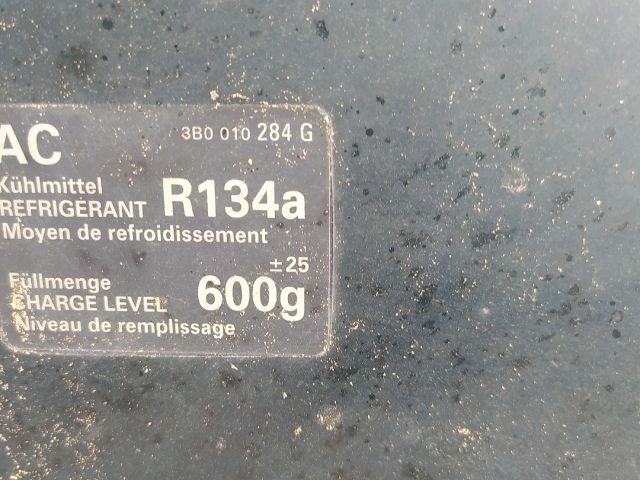 AC 3B0 010 284 G
Kühlmittel
REFRIGERANT R134a
Moyen de refroidissement
±25
Füllmenge
CHARGE LEVEL 600g
Niveau de remplissage